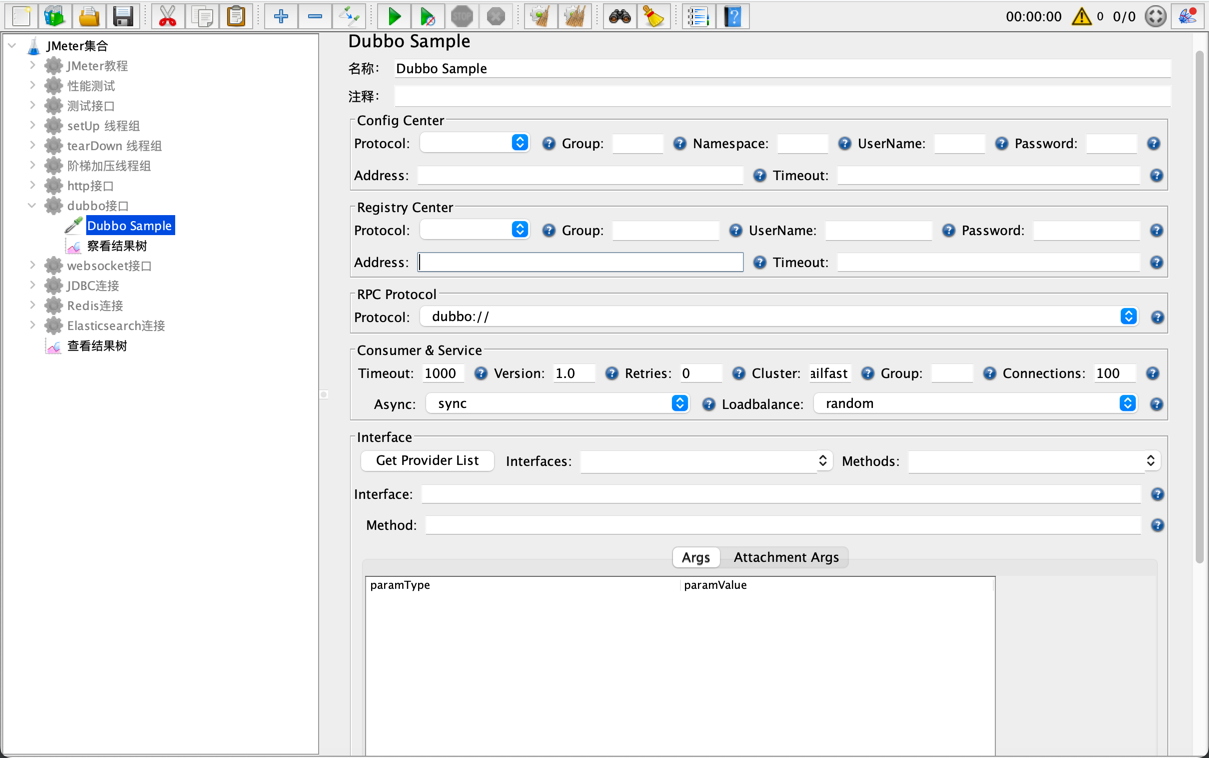 00:00:00 0 0/0
JMeter集合
JMeter教程
性能测试
测试接口
setUp 线程组
tearDown 线程组
阶梯加压线程组
http接口
dubbo接口
Dubbo Sample
察看结果树
websocket接口
JDBC连接
Redis连接
Elasticsearch连接
查看结果树
Dubbo Sample
名称: Dubbo Sample
注释:
Config Center
Protocol: Group: Namespace: UserName: Password:
Address: Timeout:
Registry Center
Protocol: Group: UserName: Password:
Address: Timeout:
RPC Protocol
Protocol: dubbo://
Consumer & Service
Timeout: 1000 Version: 1.0 Retries: 0 Cluster: ailfast Group: Connections: 100
Async: sync Loadbalance: random
Interface
Get Provider List Interfaces: Methods:
Interface:
Method:
Args Attachment Args
paramType paramValue